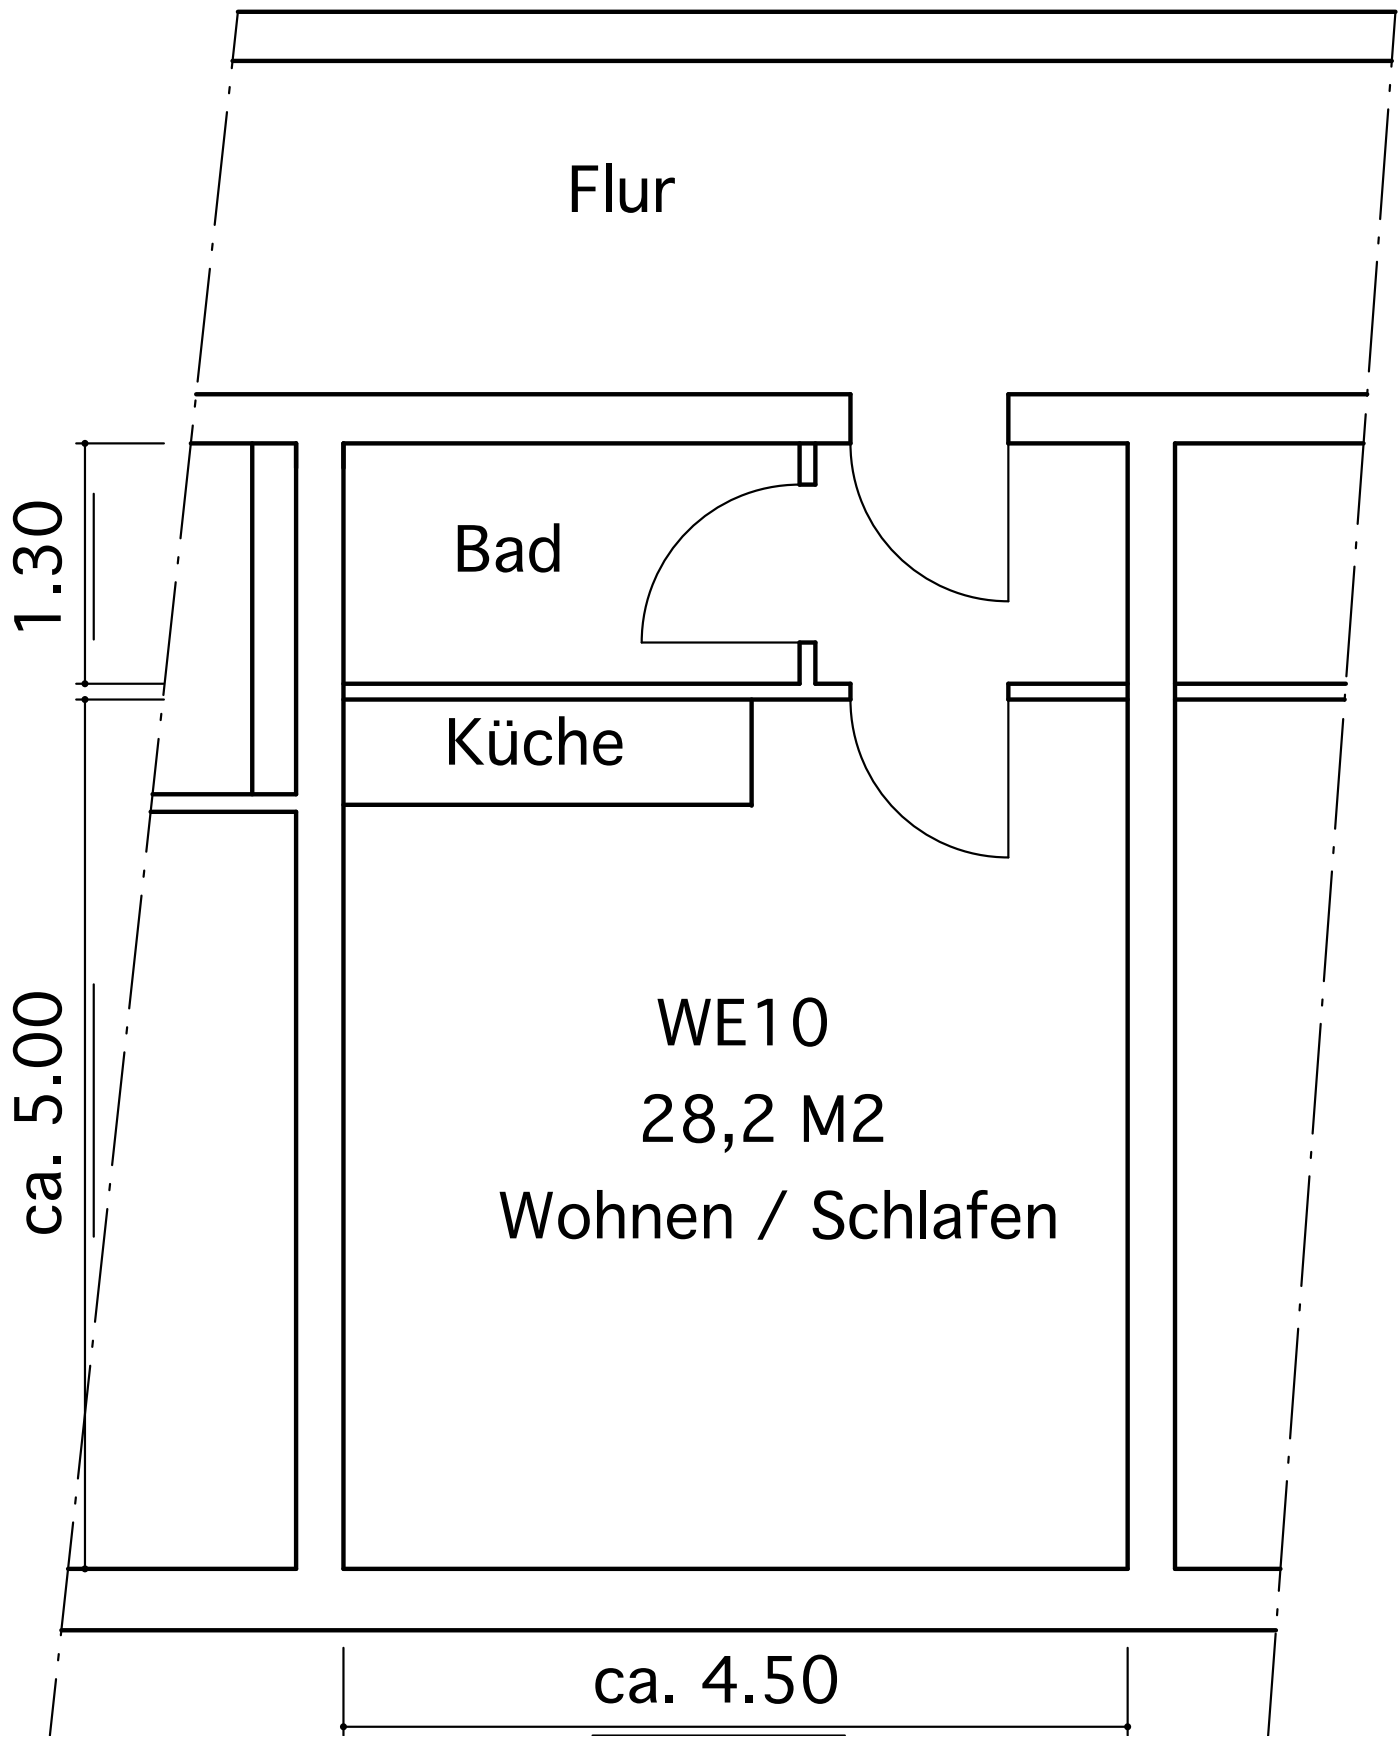 Flur
1.30
Bad
Küche
ca. 5.00
WE10
28,2 M2
Wohnen / Schlafen
ca. 4.50